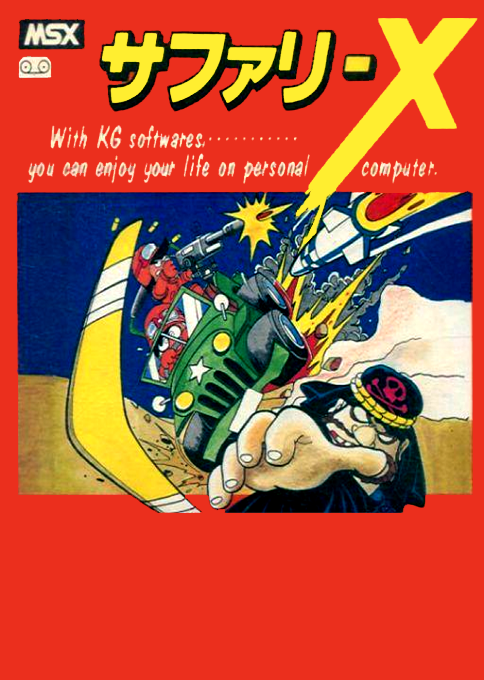 MSX
サファリ-X
With KG softwares............
you can enjoy your life on personal computer.